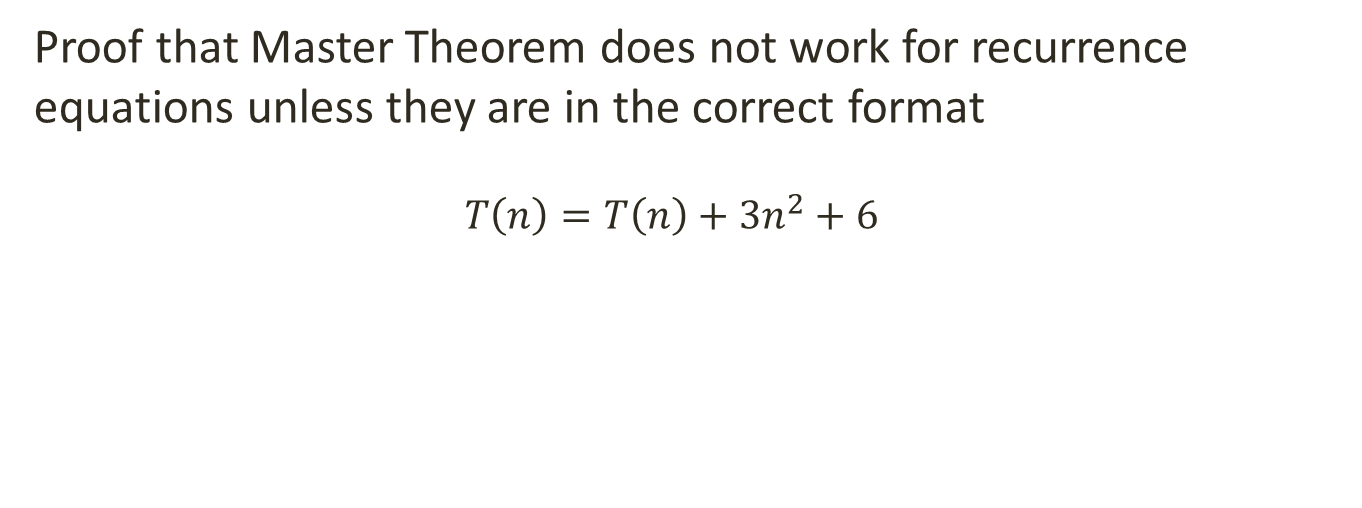 Proof that Master Theorem does not work for recurrence
equations unless they are in the correct format
T(n) = T(n) + 3n² + 6